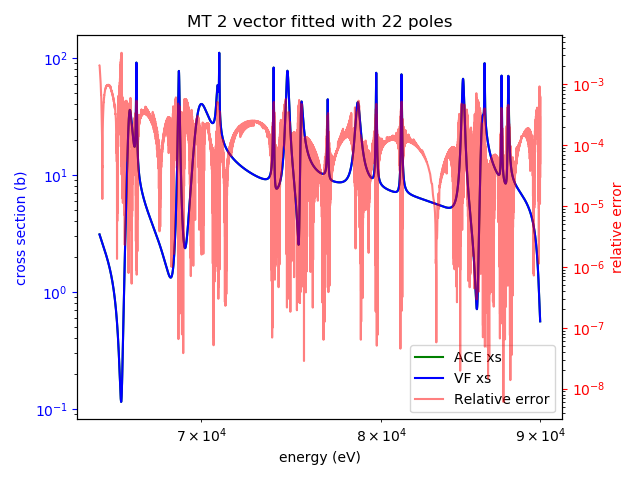 MT 2 vector fitted with 22 poles
cross section (b)
10²
10¹
10⁰
10⁻¹
10⁻³
10⁻⁴
10⁻⁵
10⁻⁶
10⁻⁷
10⁻⁸
relative error
ACE xs
VF xs
Relative error
7 × 10⁴
8 × 10⁴
9 × 10⁴
energy (eV)